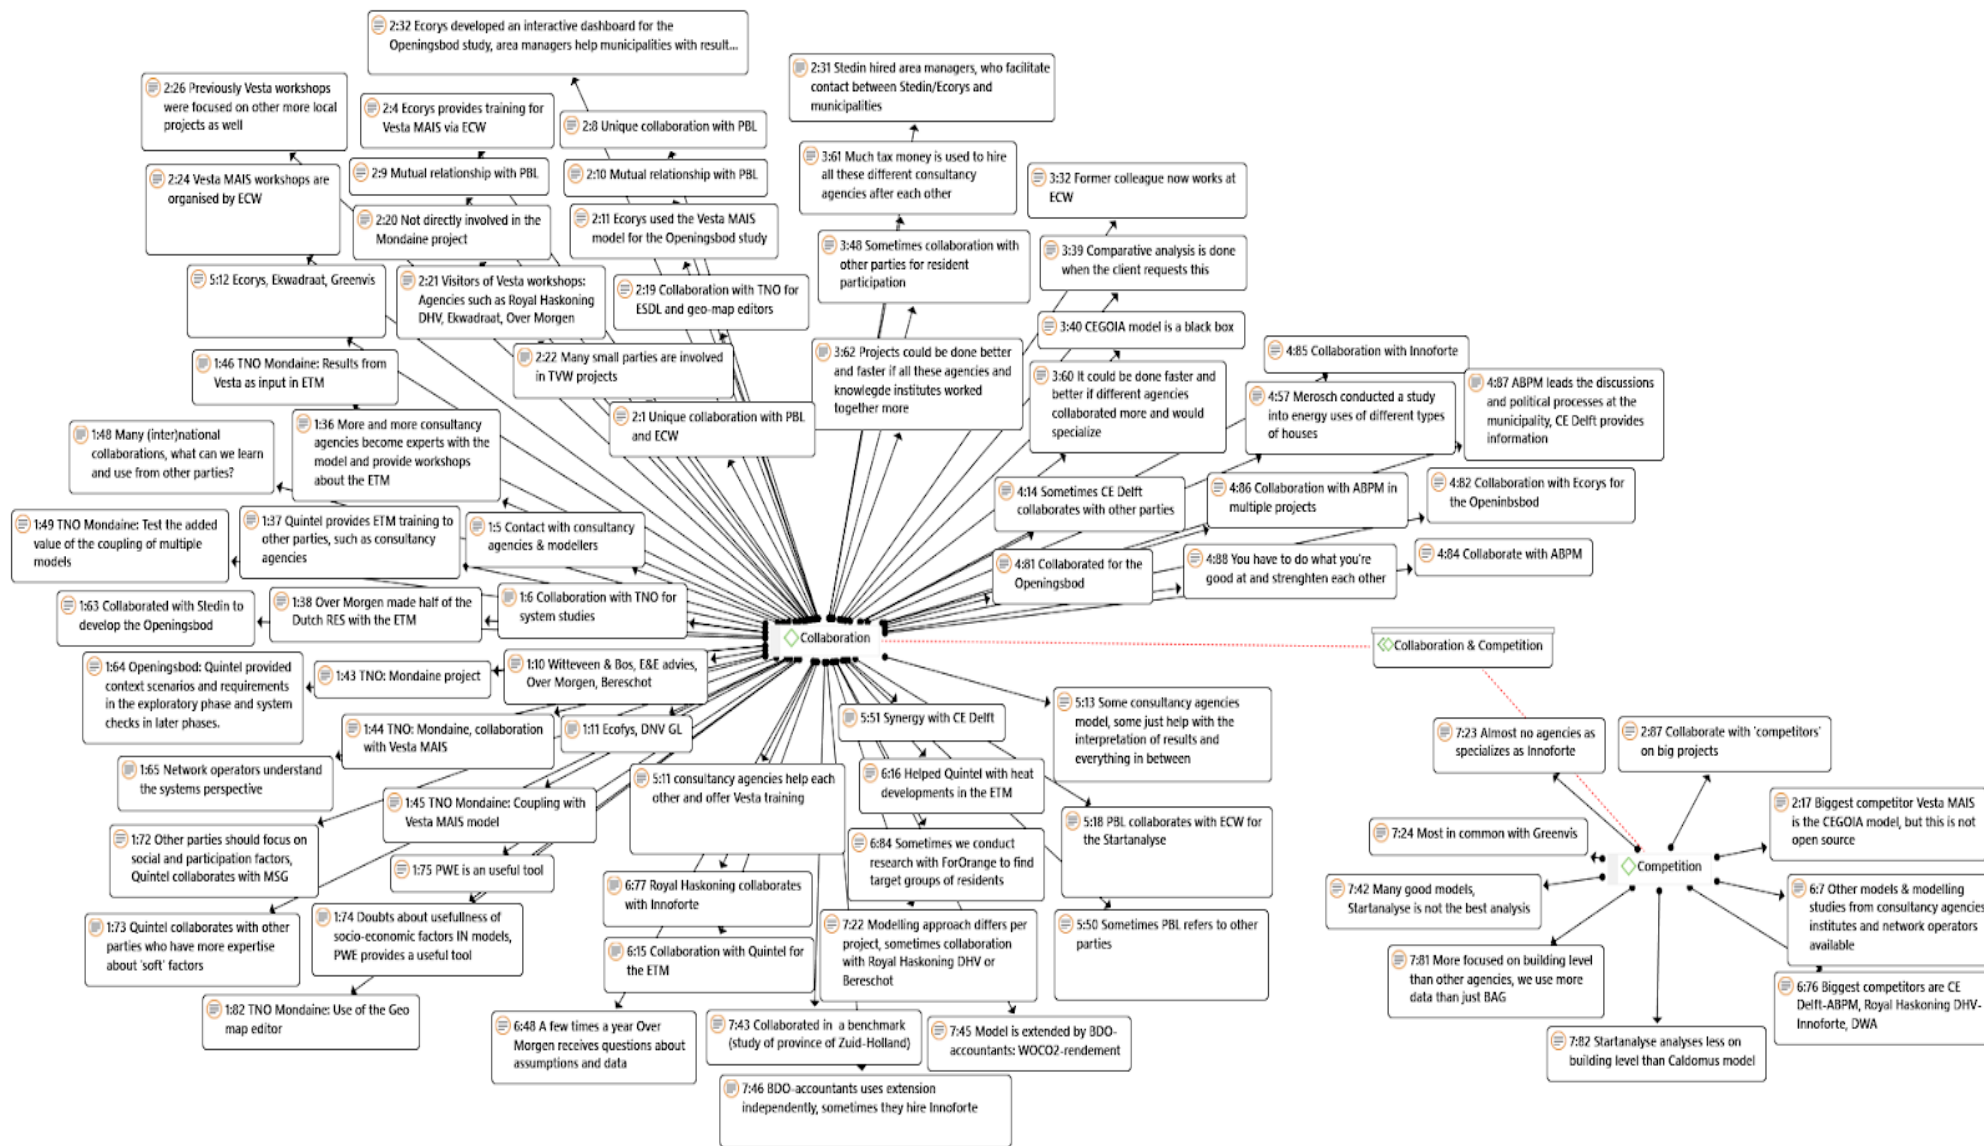 2:32 Ecorys developed an interactive dashboard for the
Openingsbod study, area managers help municipalities with result...
2:31 Stedin hired area managers, who facilitate
contact between Stedin/Ecorys and
municipalities
2:26 Previously Vesta workshops
were focused on other more local
projects as well
2:4 Ecorys provides training for
Vesta MAIS via ECW
2:8 Unique collaboration with PBL
3:61 Much tax money is used to hire
all these different consultancy
agencies after each other
2:24 Vesta MAIS workshops are
organised by ECW
2:9 Mutual relationship with PBL
2:10 Mutual relationship with PBL
3:32 Former colleague now works at
ECW
2:20 Not directly involved in the
Mondaine project
2:11 Ecorys used the Vesta MAIS
model for the Openingsbod study
3:48 Sometimes collaboration with
other parties for resident
participation
3:39 Comparative analysis is done
when the client requests this
5:12 Ecorys, Ekwadraat, Greenvis
2:21 Visitors of Vesta workshops:
Agencies such as Royal Haskoning
DHV, Ekwadraat, Over Morgen
2:19 Collaboration with TNO for
ESDL and geo-map editors
3:40 CEGOIA model is a black box
1:46 TNO Mondaine: Results from
Vesta as input in ETM
2:22 Many small parties are involved
in TVW projects
3:62 Projects could be done better
and faster if all these agencies and
knowlegde institutes worked
together more
3:60 It could be done faster and
better if different agencies
collaborated more and would
specialize
4:85 Collaboration with Innoforte
4:57 Merosch conducted a study
into energy uses of different types
of houses
4:87 ABPM leads the discussions
and political processes at the
municipality, CE Delft provides
information
1:48 Many (inter)national
collaborations, what can we learn
and use from other parties?
1:36 More and more consultancy
agencies become experts with the
model and provide workshops
about the ETM
2:1 Unique collaboration with PBL
and ECW
4:14 Sometimes CE Delft
collaborates with other parties
4:86 Collaboration with ABPM in
multiple projects
4:82 Collaboration with Ecorys for
the Openinbsbod
1:49 TNO Mondaine: Test the added
value of the coupling of multiple
models
1:37 Quintel provides ETM training to
other parties, such as consultancy
agencies
1:5 Contact with consultancy
agencies & modellers
4:81 Collaborated for the
Openingsbod
4:88 You have to do what you're
good at and strenghten each other
4:84 Collaborate with ABPM
1:63 Collaborated with Stedin to
develop the Openingsbod
1:38 Over Morgen made half of the
Dutch RES with the ETM
1:6 Collaboration with TNO for
system studies
Collaboration
Collaboration & Competition
1:64 Openingsbod: Quintel provided
context scenarios and requirements
in the exploratory phase and system
checks in later phases.
1:43 TNO: Mondaine project
1:10 Witteveen & Bos, E&E advies,
Over Morgen, Bereschot
1:44 TNO: Mondaine, collaboration
with Vesta MAIS
1:11 Ecofys, DNV GL
5:51 Synergy with CE Delft
5:13 Some consultancy agencies
model, some just help with the
interpretation of results and
everything in between
7:23 Almost no agencies as
specializes as Innoforte
2:87 Collaborate with 'competitors'
on big projects
1:65 Network operators understand
the systems perspective
5:11 consultancy agencies help each
other and offer Vesta training
6:16 Helped Quintel with heat
developments in the ETM
1:45 TNO Mondaine: Coupling with
Vesta MAIS model
5:18 PBL collaborates with ECW for
the Startanalyse
7:24 Most in common with Greenvis
2:17 Biggest competitor Vesta MAIS
is the CEGOIA model, but this is not
open source
1:72 Other parties should focus on
social and participation factors,
Quintel collaborates with MSG
1:75 PWE is an useful tool
6:84 Sometimes we conduct
research with ForOrange to find
target groups of residents
Competition
6:77 Royal Haskoning collaborates
with Innoforte
7:42 Many good models,
Startanalyse is not the best analysis
6:7 Other models & modelling
studies from consultancy agencies,
institutes and network operators
available
1:73 Quintel collaborates with other
parties who have more expertise
about 'soft' factors
1:74 Doubts about usefullness of
socio-economic factors IN models,
PWE provides a useful tool
6:15 Collaboration with Quintel for
the ETM
7:22 Modelling approach differs per
project, sometimes collaboration
with Royal Haskoning DHV or
Bereschot
5:50 Sometimes PBL refers to other
parties
7:81 More focused on building level
than other agencies, we use more
data than just BAG
6:76 Biggest competitors are CE
Delft-ABPM, Royal Haskoning DHV-
Innoforte, DWA
1:82 TNO Mondaine: Use of the Geo
map editor
6:48 A few times a year Over
Morgen receives questions about
assumptions and data
7:43 Collaborated in a benchmark
(study of province of Zuid-Holland)
7:45 Model is extended by BDO-
accountants: WOCO2-rendement
7:82 Startanalyse analyses less on
building level than Caldomus model
7:46 BDO-accountants uses extension
independently, sometimes they hire Innoforte